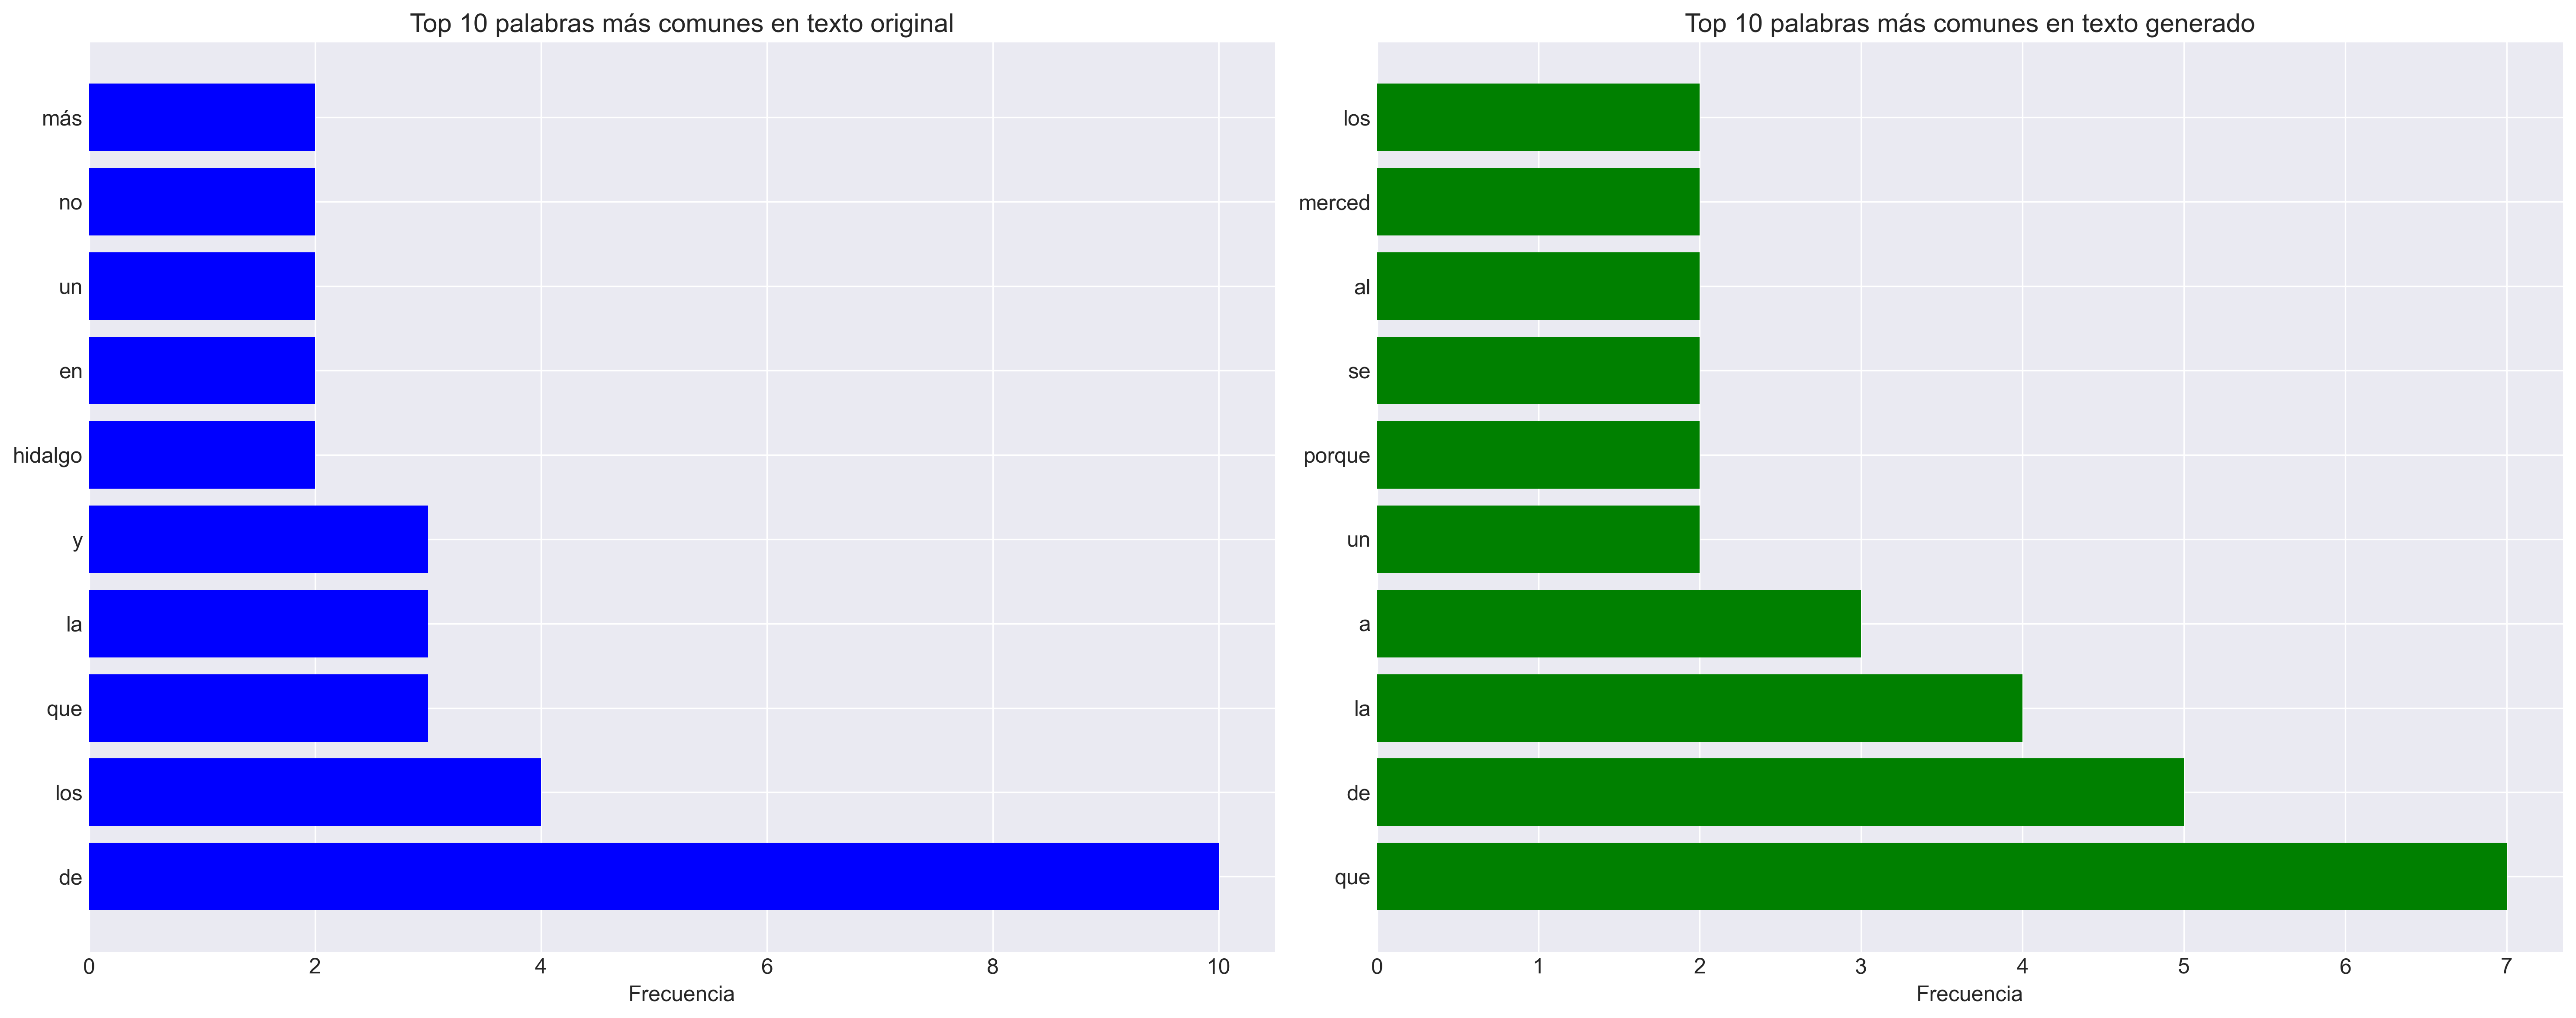 Top 10 palabras más comunes en texto original
más
no
un
en
hidalgo
y
la
que
los
de
0 2 4 6 8 10
Frecuencia
Top 10 palabras más comunes en texto generado
los
merced
al
se
porque
un
a
la
de
que
0 1 2 3 4 5 6 7
Frecuencia